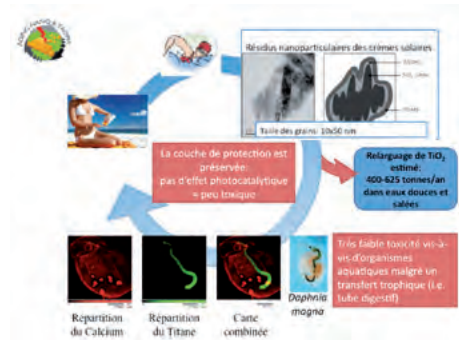 Résidus nanoparticulaires des crèmes solaires
Taille des grains: 10x50 nm
La couche de protection est
préservée:
pas d'effet photocatalytique
= peu toxique
Relarguage de TiO₂
estimé:
400-625 tonnes/an
dans eaux douces et
salées
Très faible toxicité vis-à-
vis d'organismes
aquatiques malgré un
transfert trophique (i.e.
tube digestif)
Daphnia
magna
Répartition
du Calcium
Répartition
du Titane
Carte
combinée